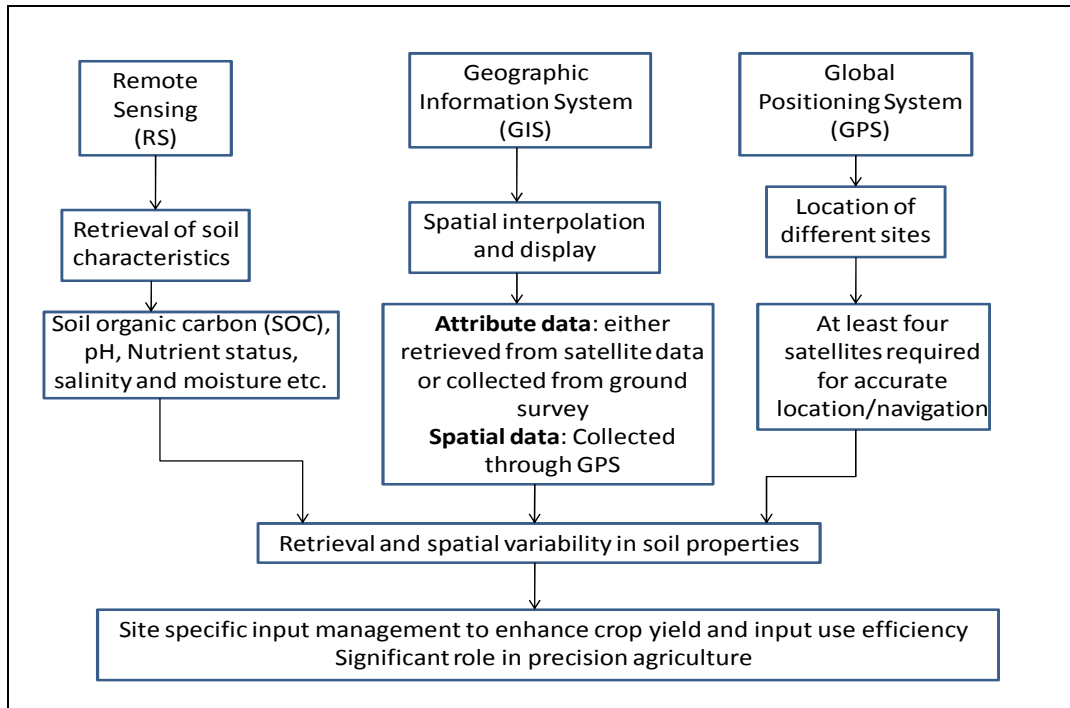 Remote
Sensing
(RS)
Geographic
Information System
(GIS)
Global
Positioning System
(GPS)
Retrieval of soil
characteristics
Spatial interpolation
and display
Location of
different sites
Soil organic carbon (SOC),
pH, Nutrient status,
salinity and moisture etc.
Attribute data: either
retrieved from satellite data
or collected from ground
survey
Spatial data: Collected
through GPS
At least four
satellites required
for accurate
location/navigation
Retrieval and spatial variability in soil properties
Site specific input management to enhance crop yield and input use efficiency
Significant role in precision agriculture